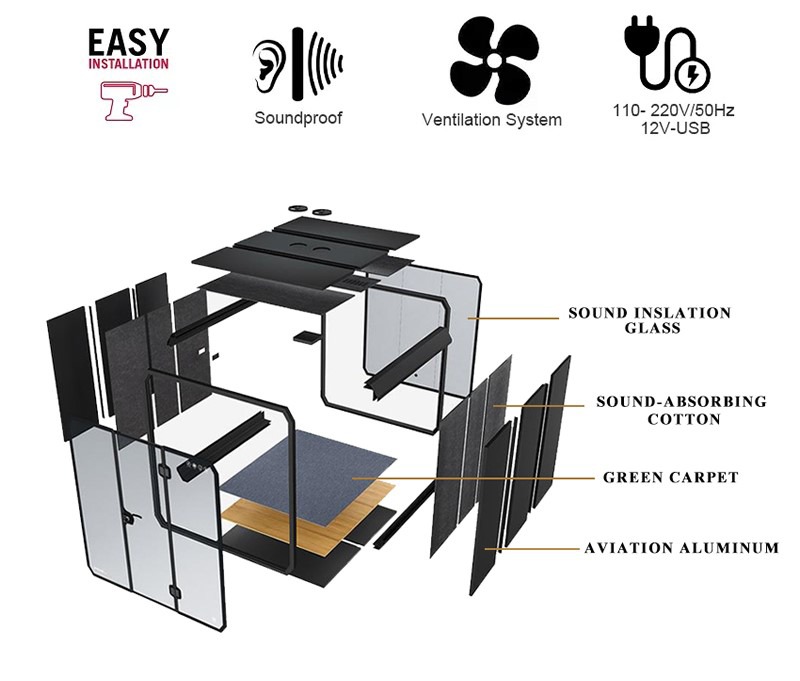 EASY
INSTALLATION
Soundproof
Ventilation System
110- 220V/50Hz
12V-USB
SOUND INSLATION
GLASS
SOUND-ABSORBING
COTTON
GREEN CARPET
AVIATION ALUMINUM